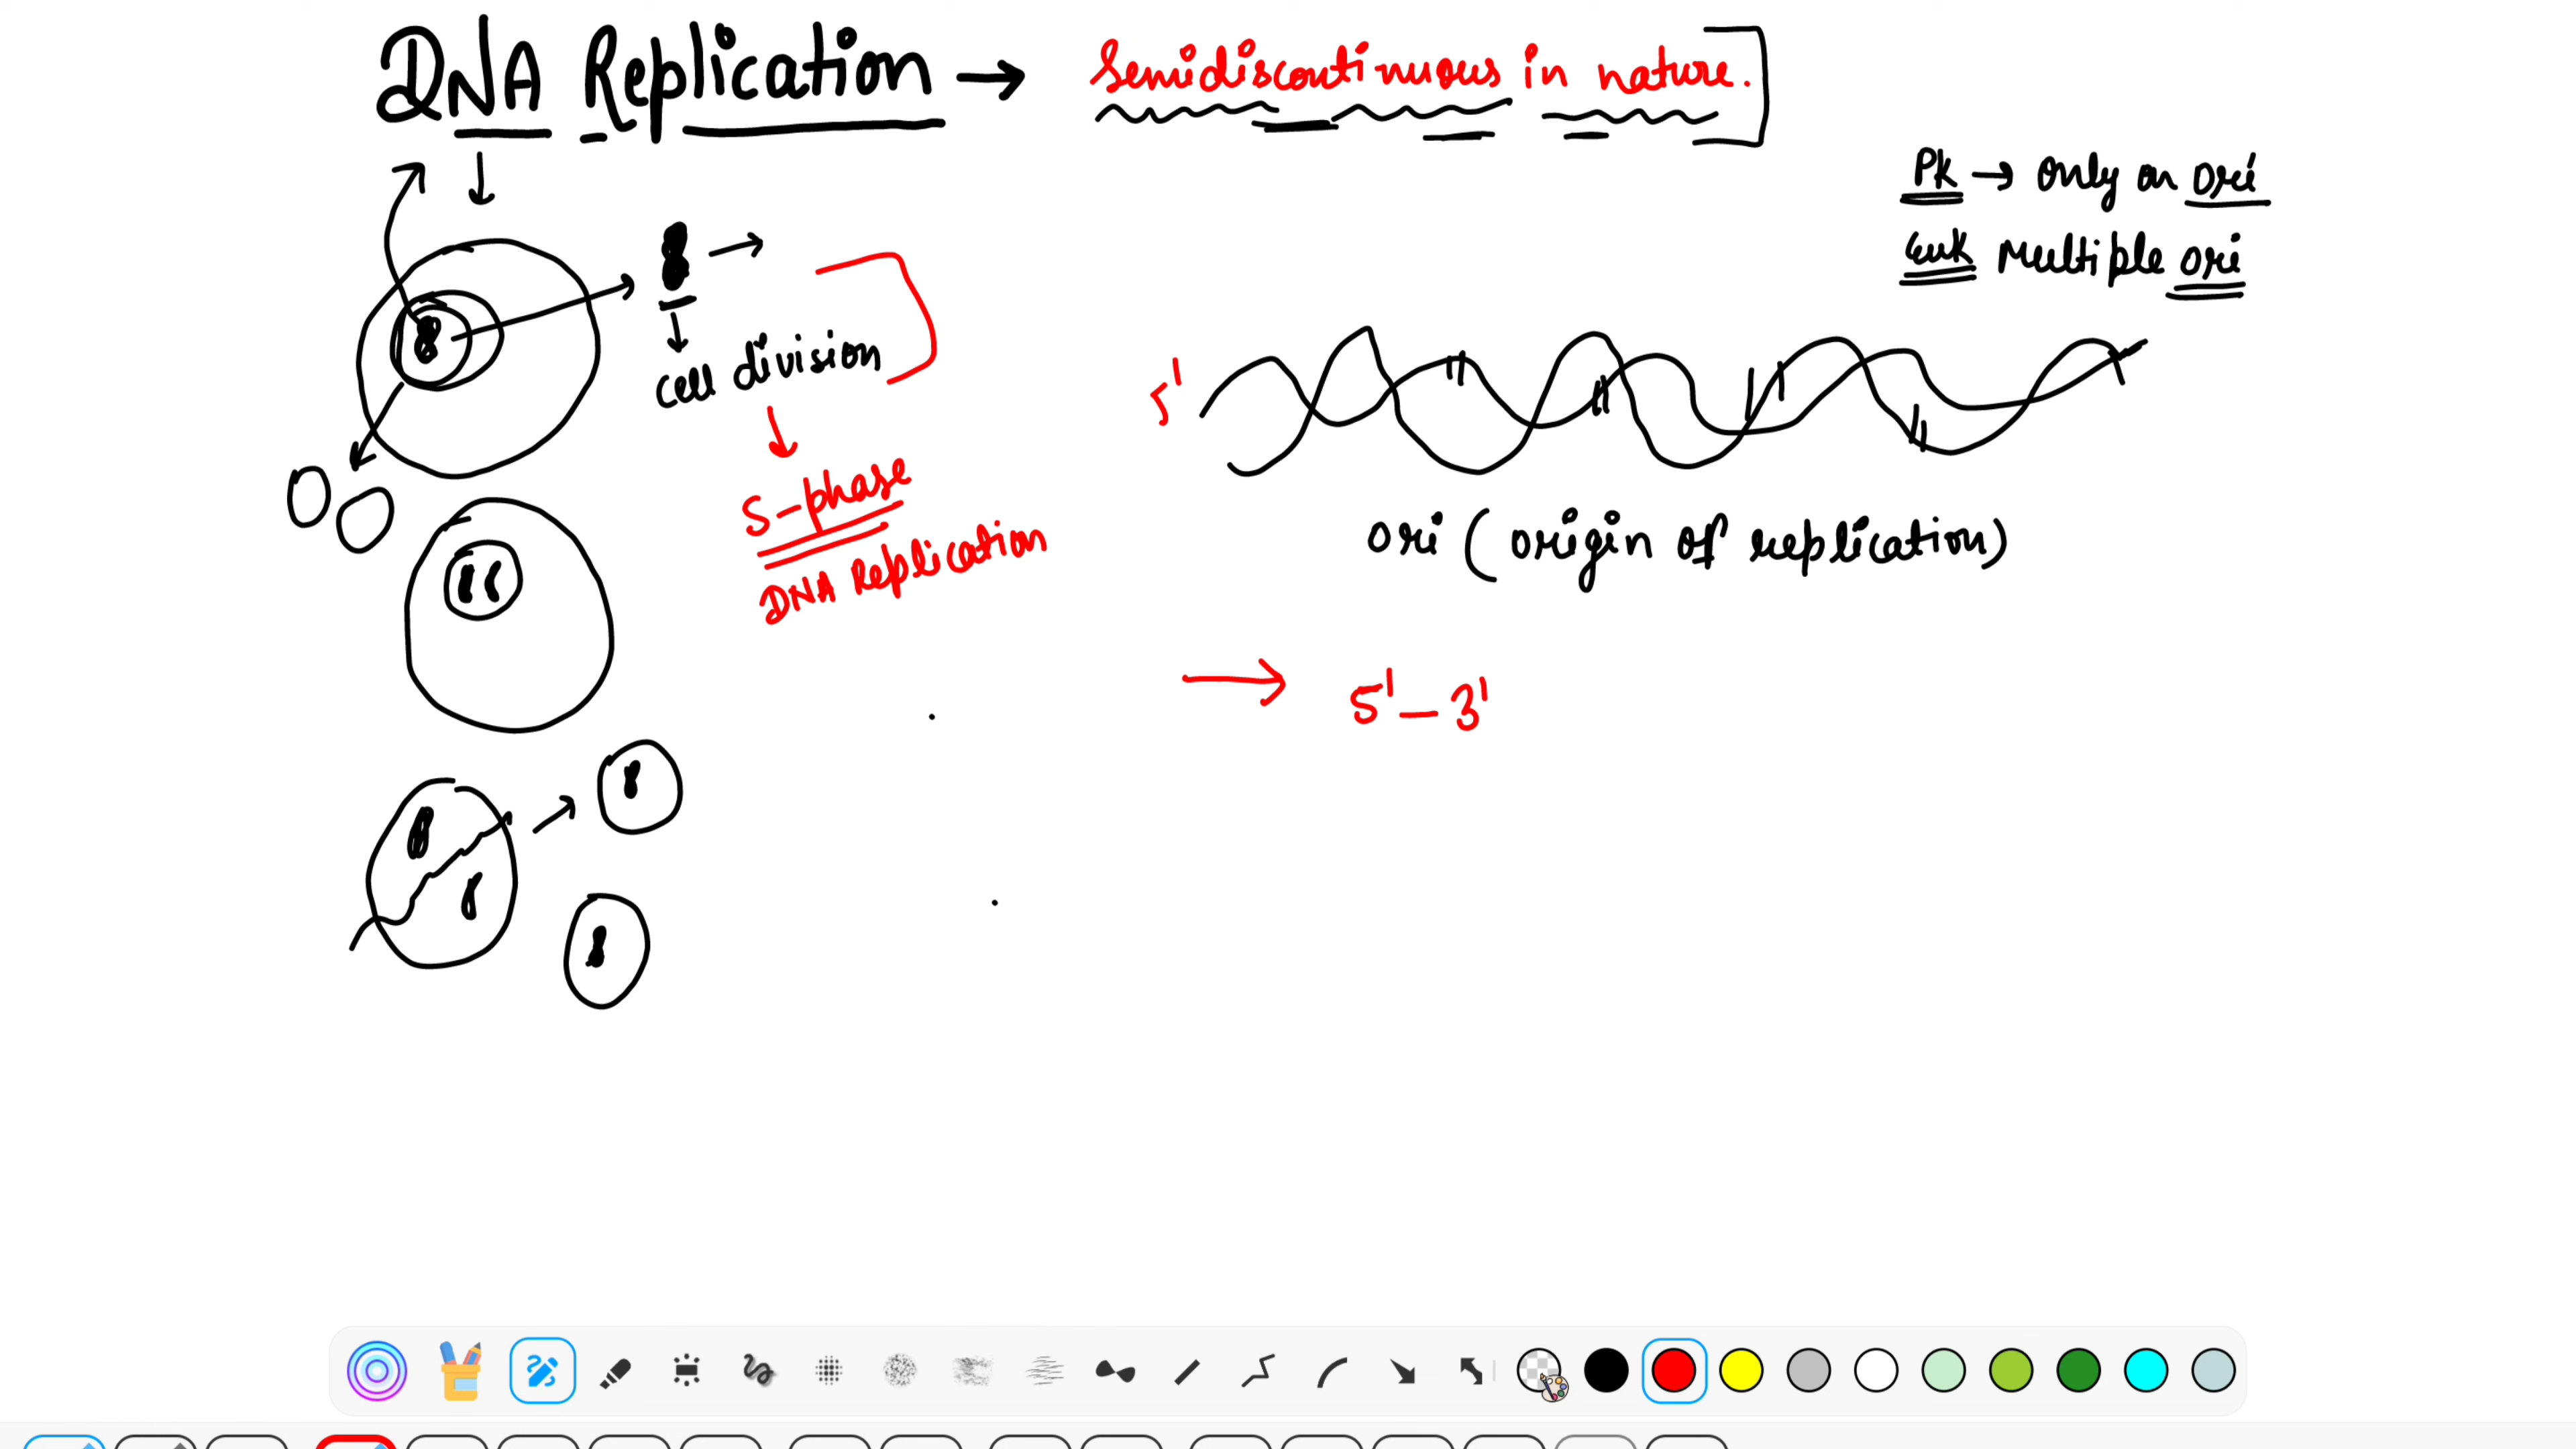 DNA Replication → Semidiscontinuous in nature.
Pk → only on ori
Euk Multiple ori
cell division
S-phase
DNA Replication
5'
ori (origin of replication)
→ 5' - 3'